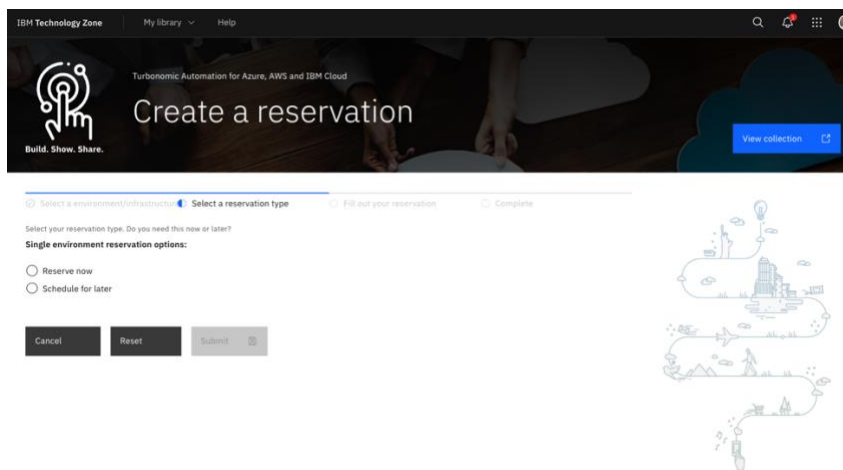 IBM Technology Zone My library Help
Turbonomic Automation for Azure, AWS and IBM Cloud
Create a reservation
Build. Show. Share.
View collection
Select a environment/infrastructur Select a reservation type Fill out your reservation Complete
Select your reservation type. Do you need this now or later?
Single environment reservation options:
Reserve now
Schedule for later
Cancel Reset Submit